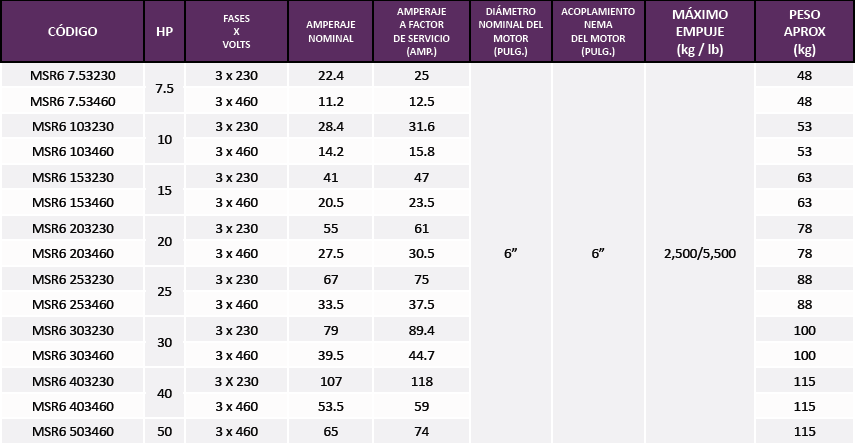 CÓDIGO HP FASES X VOLTS AMPERAJE NOMINAL AMPERAJE A FACTOR DE SERVICIO (AMP.) DIÁMETRO NOMINAL DEL MOTOR (PULG.) ACOPLAMIENTO NEMA DEL MOTOR (PULG.) MÁXIMO EMPUJE (kg / lb) PESO APROX (kg)
MSR6 7.53230 7.5 3 x 230 22.4 25 6” 6” 2,500/5,500 48
MSR6 7.53460 3 x 460 11.2 12.5 48
MSR6 103230 10 3 x 230 28.4 31.6 53
MSR6 103460 3 x 460 14.2 15.8 53
MSR6 153230 15 3 x 230 41 47 63
MSR6 153460 3 x 460 20.5 23.5 63
MSR6 203230 20 3 x 230 55 61 78
MSR6 203460 3 x 460 27.5 30.5 78
MSR6 253230 25 3 x 230 67 75 88
MSR6 253460 3 x 460 33.5 37.5 88
MSR6 303230 30 3 x 230 79 89.4 100
MSR6 303460 3 x 460 39.5 44.7 100
MSR6 403230 40 3 X 230 107 118 115
MSR6 403460 3 x 460 53.5 59 115
MSR6 503460 50 3 x 460 65 74 115